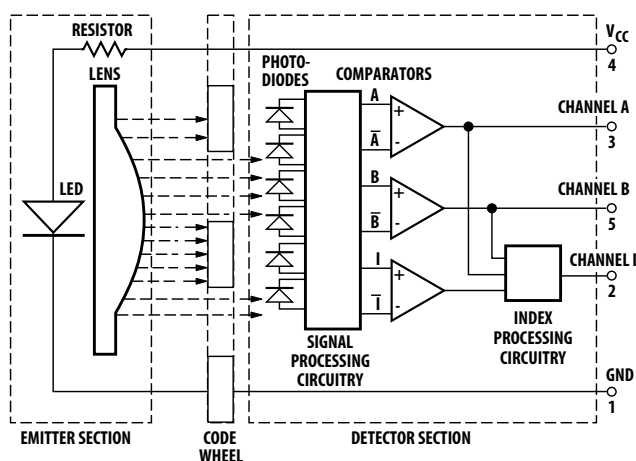 RESISTOR
LENS
LED
PHOTO-
DIODES
COMPARATORS
A
+
A̅
-
B
+
B̅
-
I
+
I̅
-
VCC
4
CHANNEL A
3
CHANNEL B
5
CHANNEL I
2
GND
1
SIGNAL
PROCESSING
CIRCUITRY
INDEX
PROCESSING
CIRCUITRY
EMITTER SECTION
CODE
WHEEL
DETECTOR SECTION